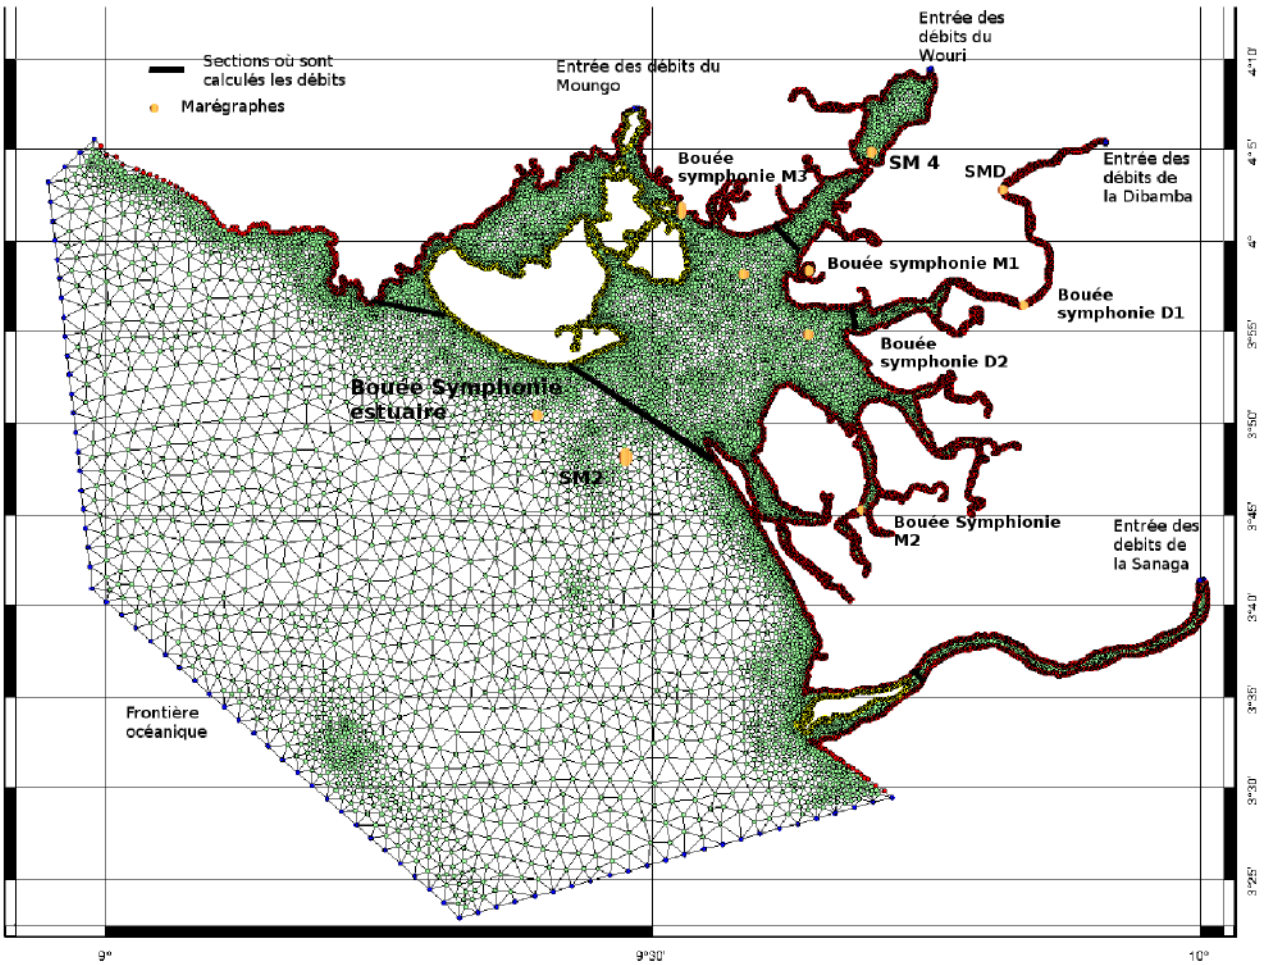 Entrée des
débits du
Wouri
Sections où sont
calculés les débits
Marégraphes
Entrée des débits du
Moungo
4°10'
4°5'
Bouée
symphonie M3
SM 4
SMD
Entrée des
débits de
la Dibamba
4°
Bouée symphonie M1
Bouée
symphonie D1
3°55'
Bouée
symphonie D2
Bouée Symphonie
estuaire
3°50'
SM2
Bouée Symphionie
M2
3°45'
Entrée des
debits de
la Sanaga
3°40'
3°35'
Frontière
océanique
3°30'
3°25'
9°
9°30'
10°